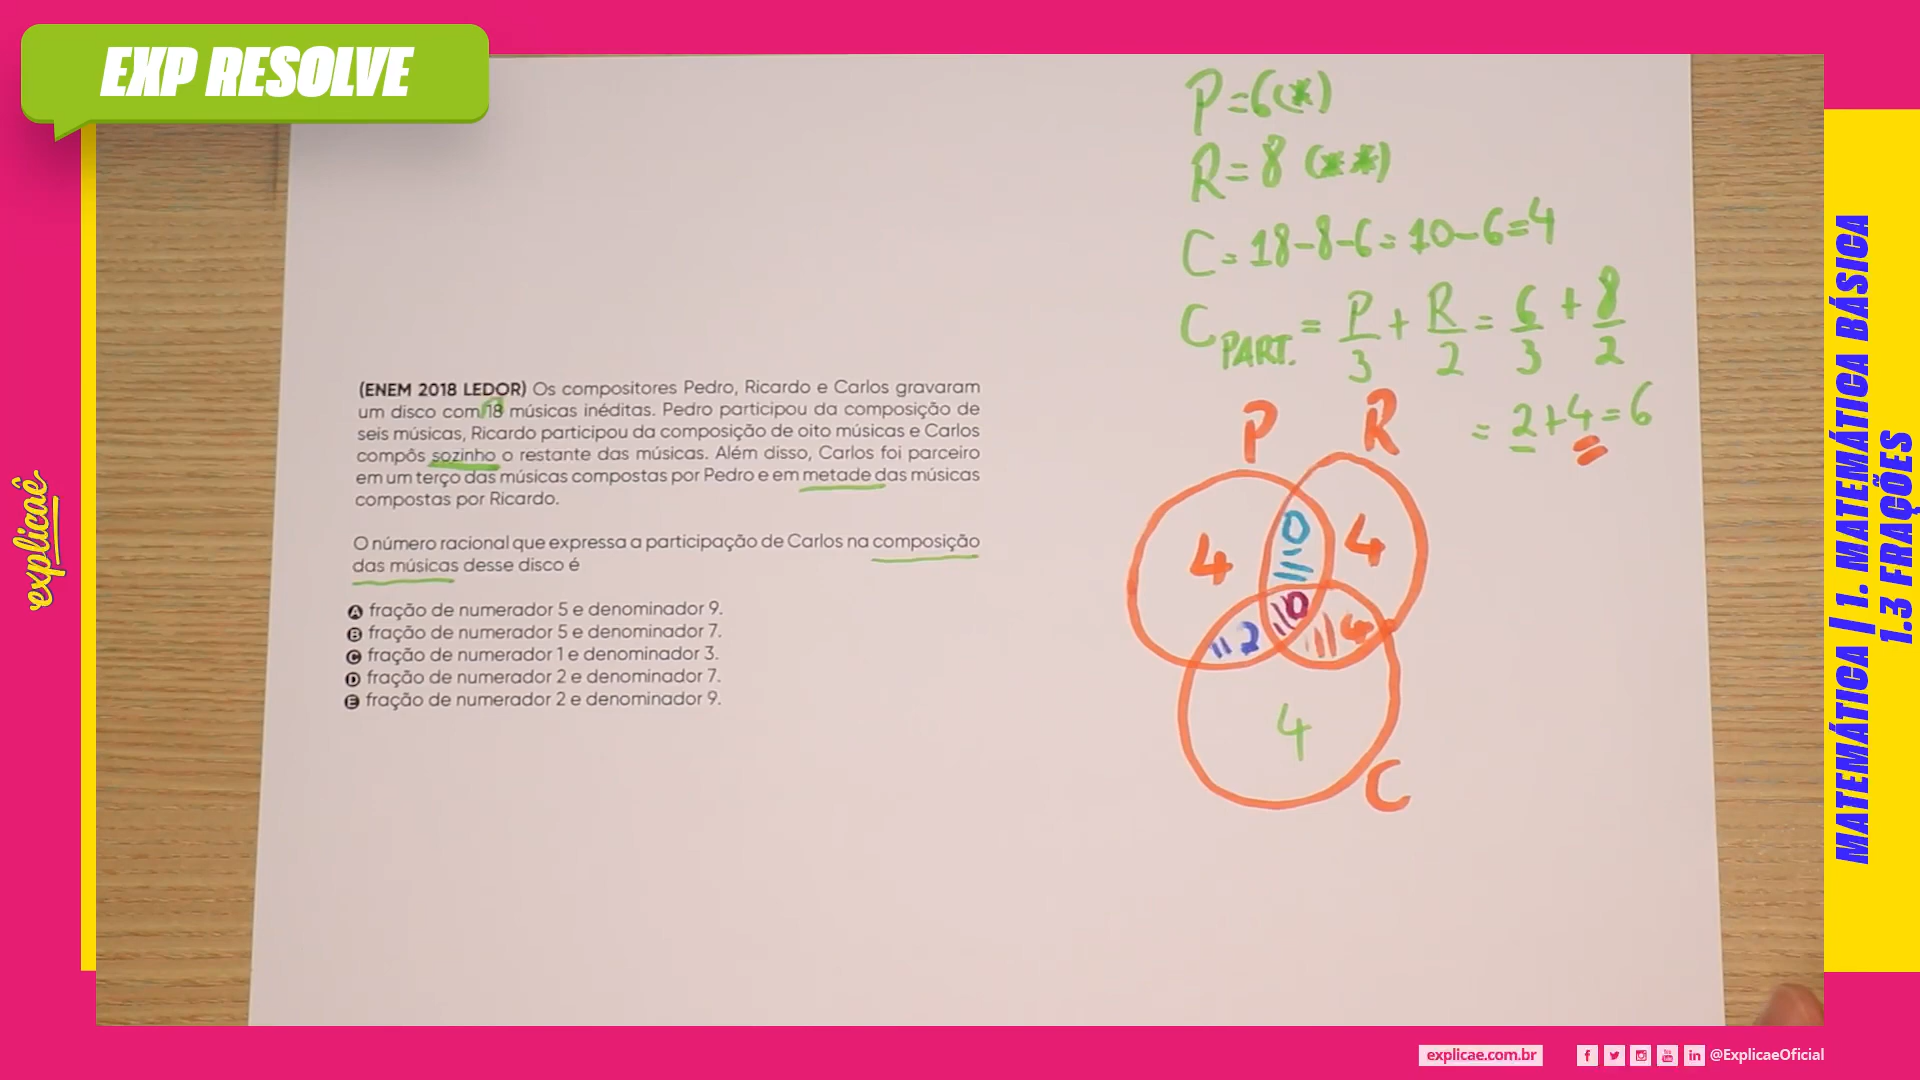 EXP RESOLVE
P=6(*)
R=8 (**)
C=18-8-6=10-6=4
C PART. = P/3 + R/2 = 6/3 + 8/2
= 2+4=6
(ENEM 2018 LEDOR) Os compositores Pedro, Ricardo e Carlos gravaram
um disco com 18 músicas inéditas. Pedro participou da composição de
seis músicas, Ricardo participou da composição de oito músicas e Carlos
compôs sozinho o restante das músicas. Além disso, Carlos foi parceiro
em um terço das músicas compostas por Pedro e em metade das músicas
compostas por Ricardo.
O número racional que expressa a participação de Carlos na composição
das músicas desse disco é
A fração de numerador 5 e denominador 9.
B fração de numerador 5 e denominador 7.
C fração de numerador 1 e denominador 3.
D fração de numerador 2 e denominador 7.
E fração de numerador 2 e denominador 9.
P R
4 0 4
0
2 4
4
C
explicaê
MATEMÁTICA | 1. MATEMÁTICA BÁSICA
1.3 FRAÇÕES
explicae.com.br
@ExplicaeOficial